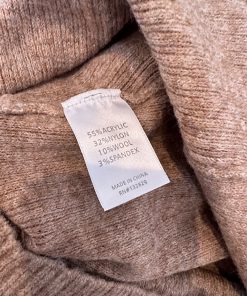 55%ACRYLIC
32%NYLON
10%WOOL
3%SPANDEX
MADE IN CHINA
RN#132829